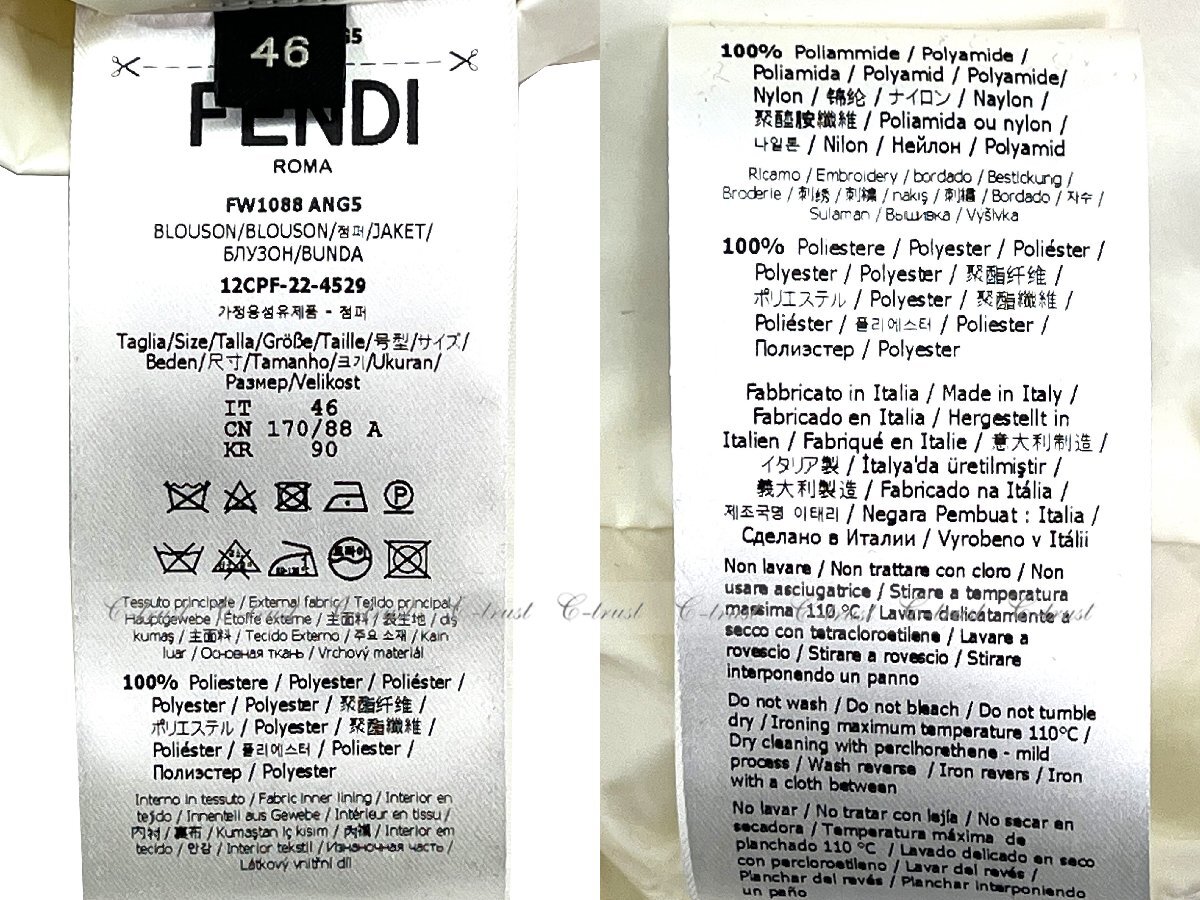 46
G5
FENDI
ROMA
FW1088 ANG5
BLOUSON/BLOUSON/점퍼/JAKET/
БЛУЗОН/BUNDA
12CPF-22-4529
가정용섬유제품 - 점퍼
Taglia/Size/Talla/Größe/Taille/号型/サイズ/
Beden/尺寸/Tamanho/크기/Ukuran/
Размер/Velikost
IT 46
CN 170/88 A
KR 90
P
드라이
Tessuto principale / External fabric / Tejido principal /
Hauptgewebe / Étoffe externe / 主面料 / 表生地 / dış
kumaş / 主面料 / Tecido Externo / 주요 소재 / Kain
luar / Основная ткань / Vrchový materiál
100% Poliestere / Polyester / Poliéster /
Polyester / Polyester / 聚酯纤维 /
ポリエステル / Polyester / 聚酯纖維 /
Poliéster / 폴리에스터 / Poliester /
Полиэстер / Polyester
Interno in tessuto / Fabric inner lining / Interior en
tejido / Innenteil aus Gewebe / Intérieur en tissu /
内衬 / 裏布 / Kumaştan iç kısım / 內襯 / Interior em
tecido / 안감 / Interior tekstil / Изнаночная часть /
Látkový vnitřní díl
100% Poliammide / Polyamide /
Poliamida / Polyamid / Polyamide/
Nylon / 锦纶 / ナイロン / Naylon /
聚醯胺纖維 / Poliamida ou nylon /
나일론 / Nilon / Нейлон / Polyamid
Ricamo / Embroidery / bordado / Bestickung /
Broderie / 刺绣 / 刺繍 / nakış / 刺繡 / Bordado / 자수 /
Sulaman / Вышивка / Výšivka
100% Poliestere / Polyester / Poliéster /
Polyester / Polyester / 聚酯纤维 /
ポリエステル / Polyester / 聚酯纖維 /
Poliéster / 폴리에스터 / Poliester /
Полиэстер / Polyester
Fabbricato in Italia / Made in Italy /
Fabricado en Italia / Hergestellt in
Italien / Fabriqué en Italie / 意大利制造 /
イタリア製 / İtalya'da üretilmiştir /
義大利製造 / Fabricado na Itália /
제조국명 이태리 / Negara Pembuat : Italia /
Сделано в Италии / Vyrobeno v Itálii
Non lavare / Non trattare con cloro / Non
usare asciugatrice / Stirare a temperatura
massima 110 °C / Lavare delicatamente a
secco con tetracloroetilene / Lavare a
rovescio / Stirare a rovescio / Stirare
interponendo un panno
Do not wash / Do not bleach / Do not tumble
dry / Ironing maximum temperature 110°C /
Dry cleaning with perclhorethene - mild
process / Wash reverse / Iron revers / Iron
with a cloth between
No lavar / No tratar con lejía / No secar en
secadora / Temperatura máxima de
planchado 110 °C / Lavado delicado en seco
con percloroetileno / Lavar del revés /
Planchar del revés / Planchar interponiendo
un paño
C-trust C-trust C-trust C-trust C-trust C-trust C-trust C-trust